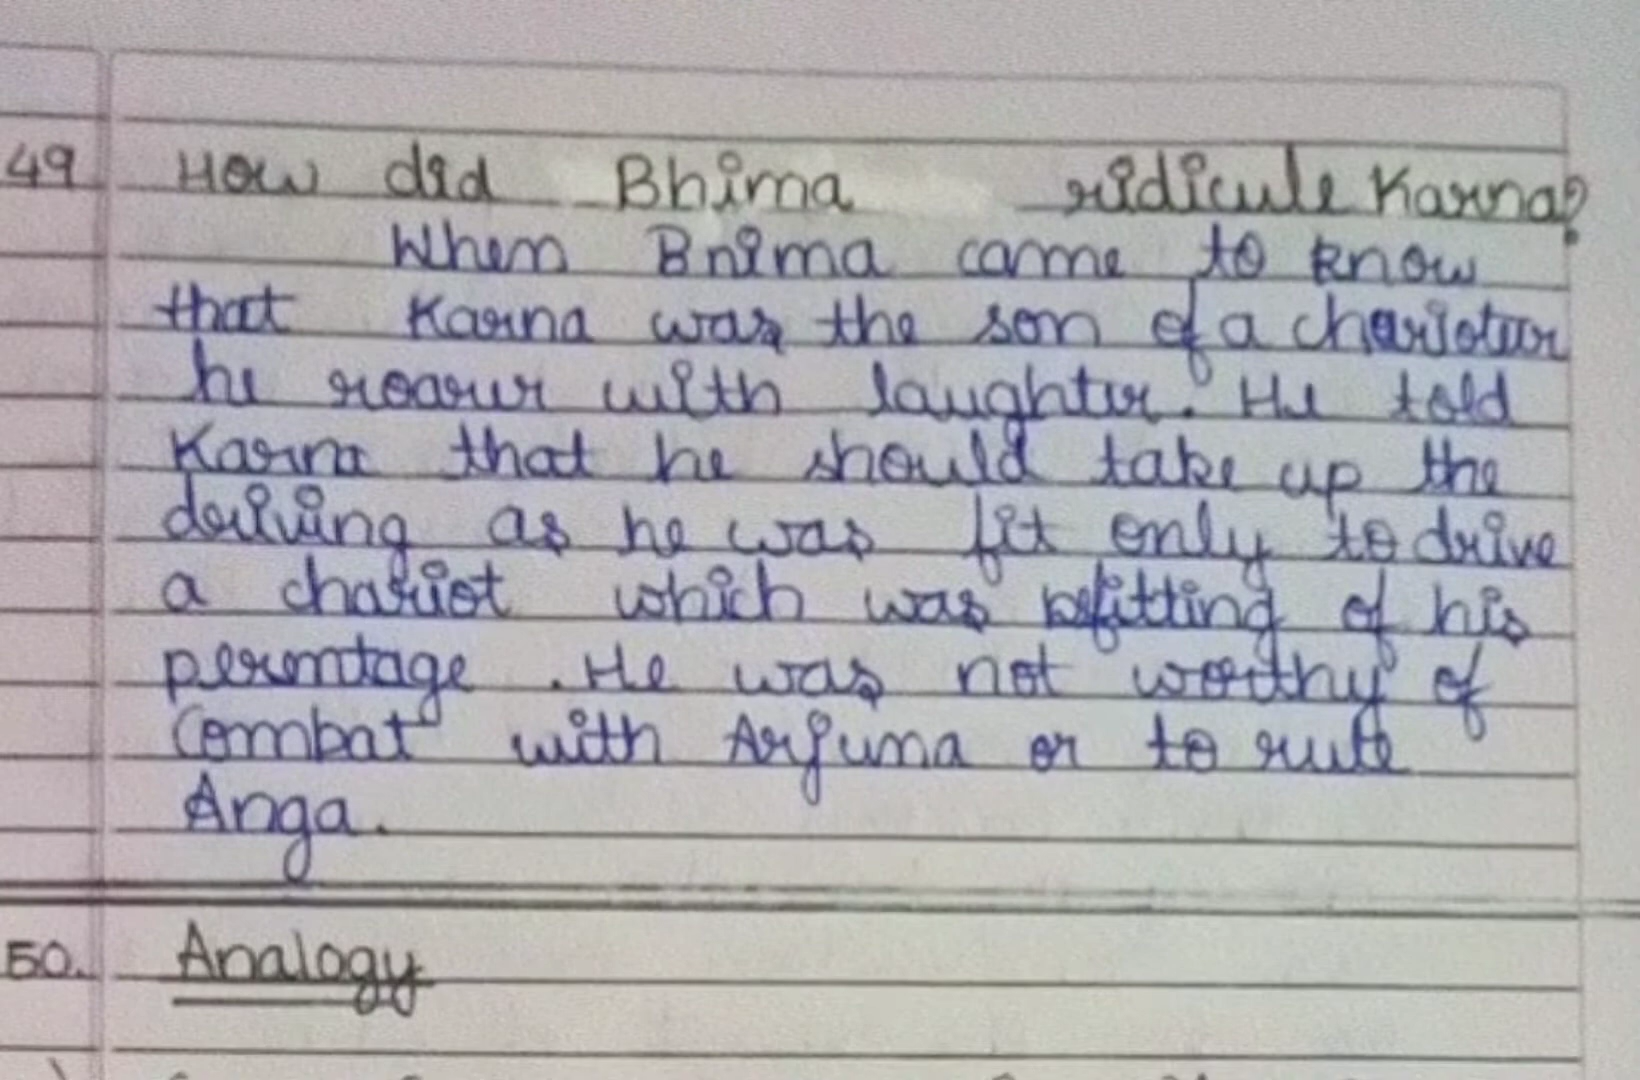 49 How did Bhima ridicule Karna?
When Bhima came to know
that Karna was the son of a charioteer
he roarer with laughter. He told
Karna that he should take up the
driving as he was fit only to drive
a chariot which was befitting of his
perentage. He was not worthy of
combat with Arjuna or to rule
Anga.
50. Analogy